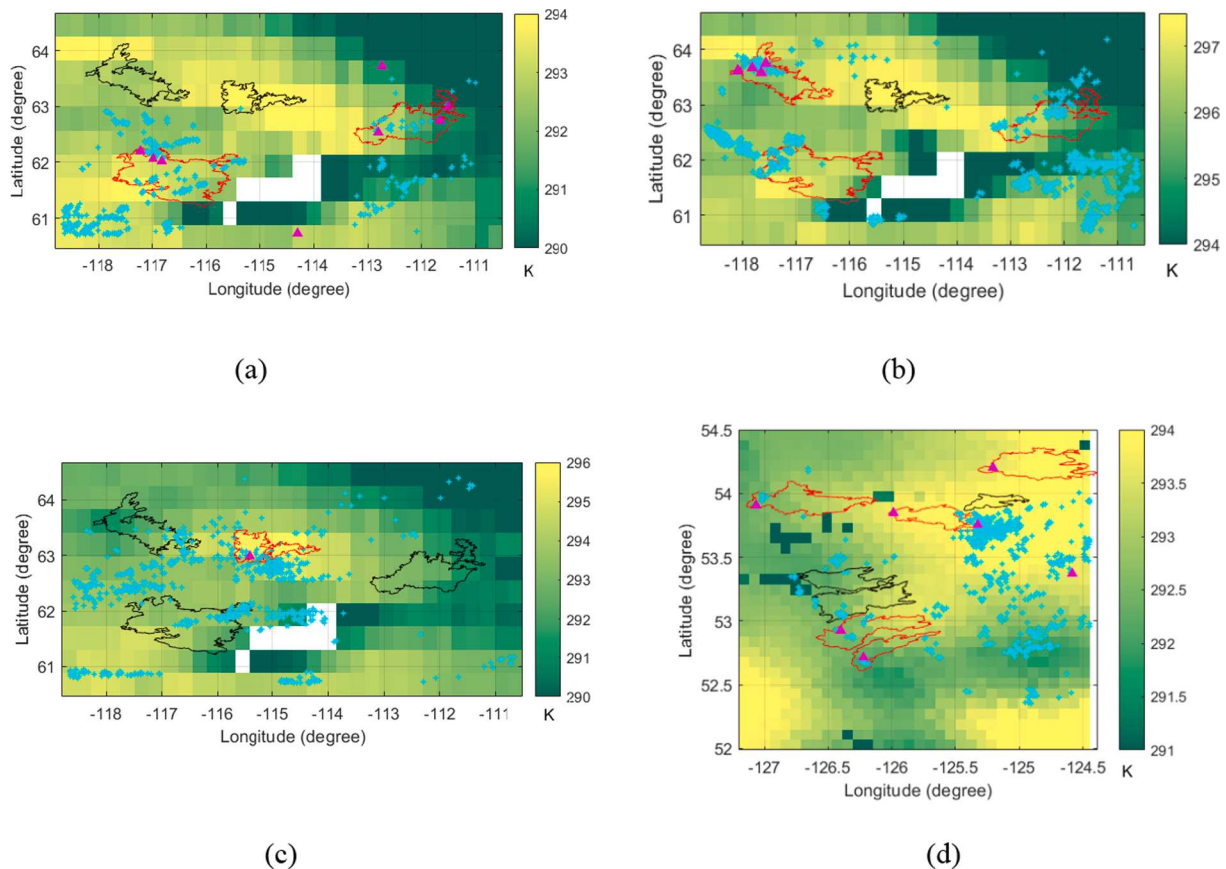 294
64
293
63
292
62
291
61
290
-118 -117 -116 -115 -114 -113 -112 -111
K
Longitude (degree)
Latitude (degree)
(a)
64
297
63
296
62
295
61
294
-118 -117 -116 -115 -114 -113 -112 -111
K
Longitude (degree)
Latitude (degree)
(b)
296
64
295
294
63
293
62
292
291
61
290
-118 -117 -116 -115 -114 -113 -112 -111
K
Longitude (degree)
Latitude (degree)
(c)
54.5
294
54
293.5
53.5
293
292.5
53
292
52.5
291.5
52
291
-127 -126.5 -126 -125.5 -125 -124.5
K
Longitude (degree)
Latitude (degree)
(d)